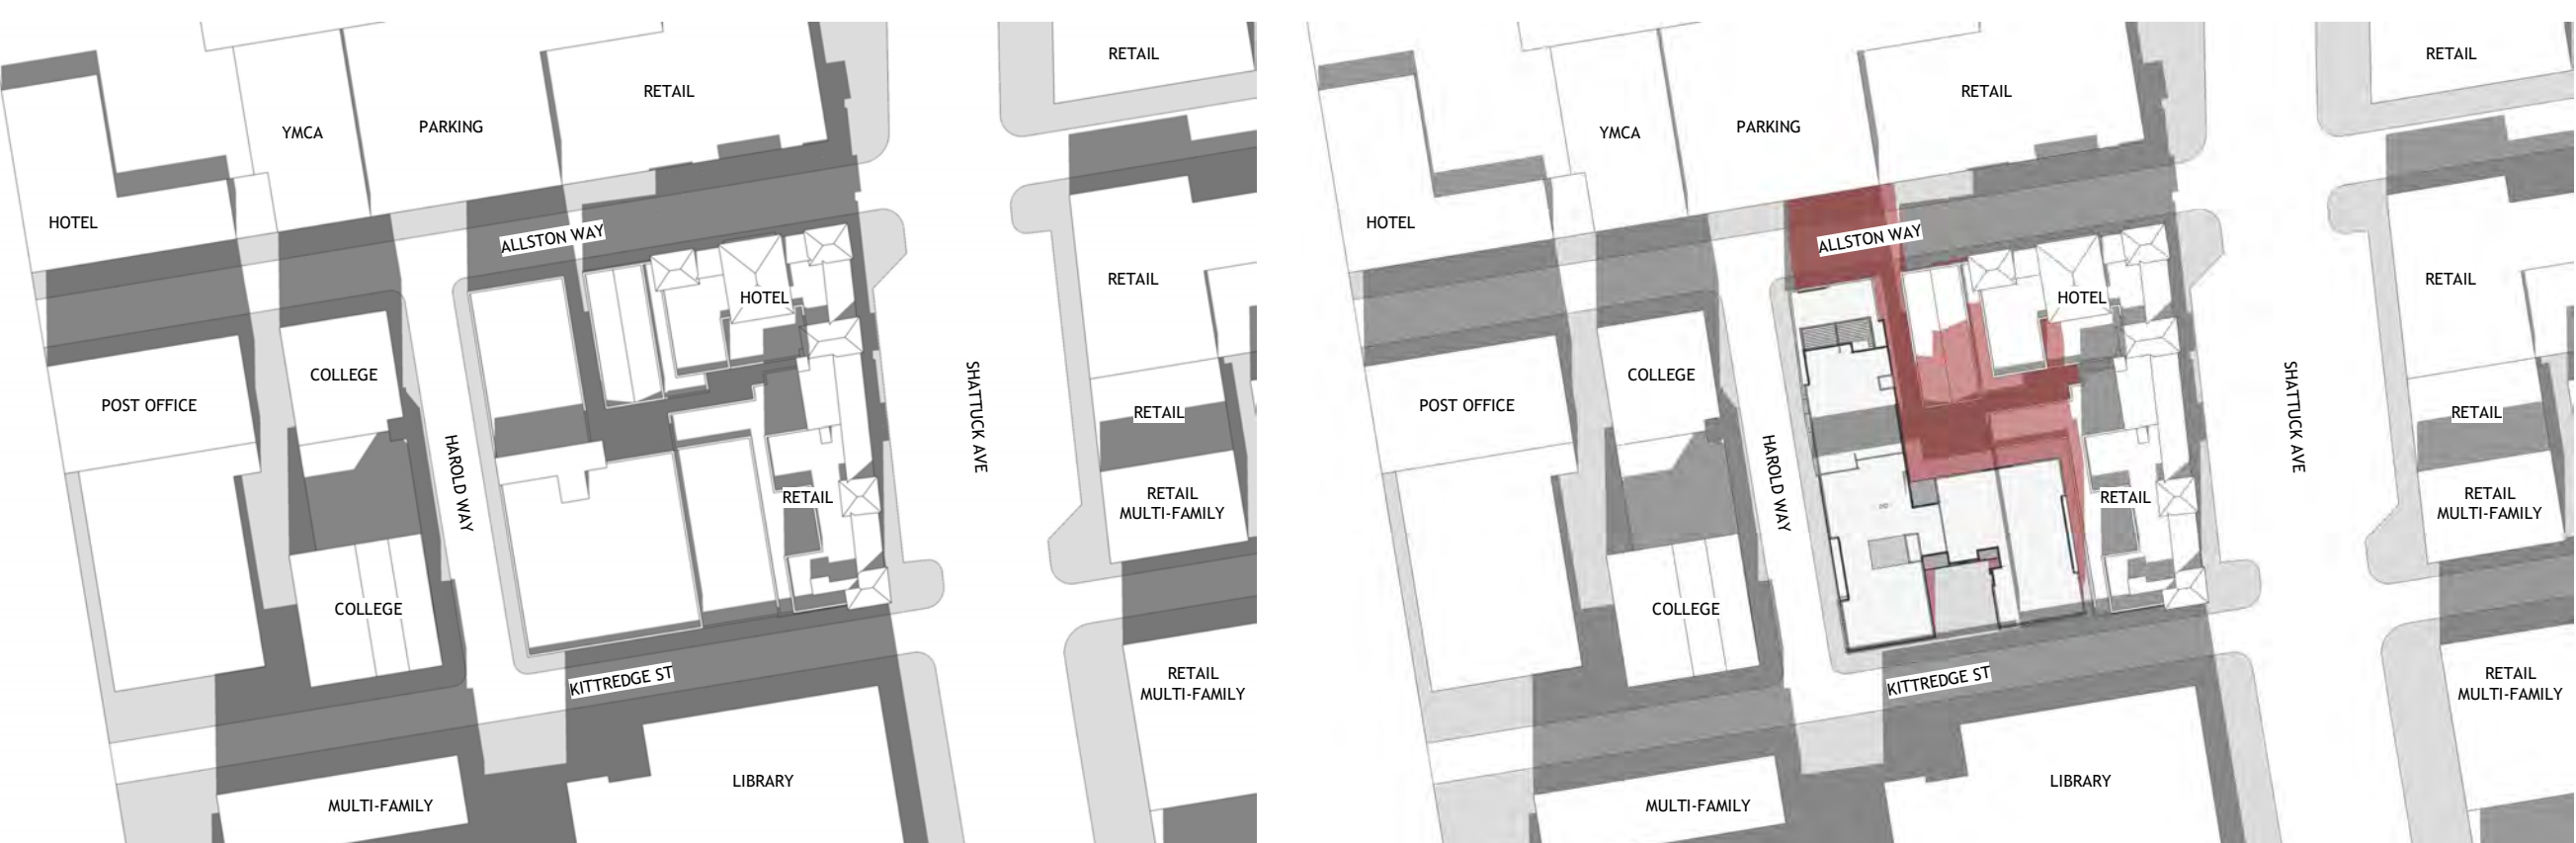 RETAIL
RETAIL
YMCA
PARKING
HOTEL
ALLSTON WAY
RETAIL
HOTEL
COLLEGE
POST OFFICE
RETAIL
SHATTUCK AVE
HAROLD WAY
RETAIL
RETAIL
MULTI-FAMILY
COLLEGE
KITTREDGE ST
RETAIL
MULTI-FAMILY
LIBRARY
MULTI-FAMILY
RETAIL
RETAIL
YMCA
PARKING
HOTEL
ALLSTON WAY
RETAIL
HOTEL
COLLEGE
POST OFFICE
RETAIL
SHATTUCK AVE
HAROLD WAY
RETAIL
RETAIL
MULTI-FAMILY
COLLEGE
KITTREDGE ST
RETAIL
MULTI-FAMILY
LIBRARY
MULTI-FAMILY